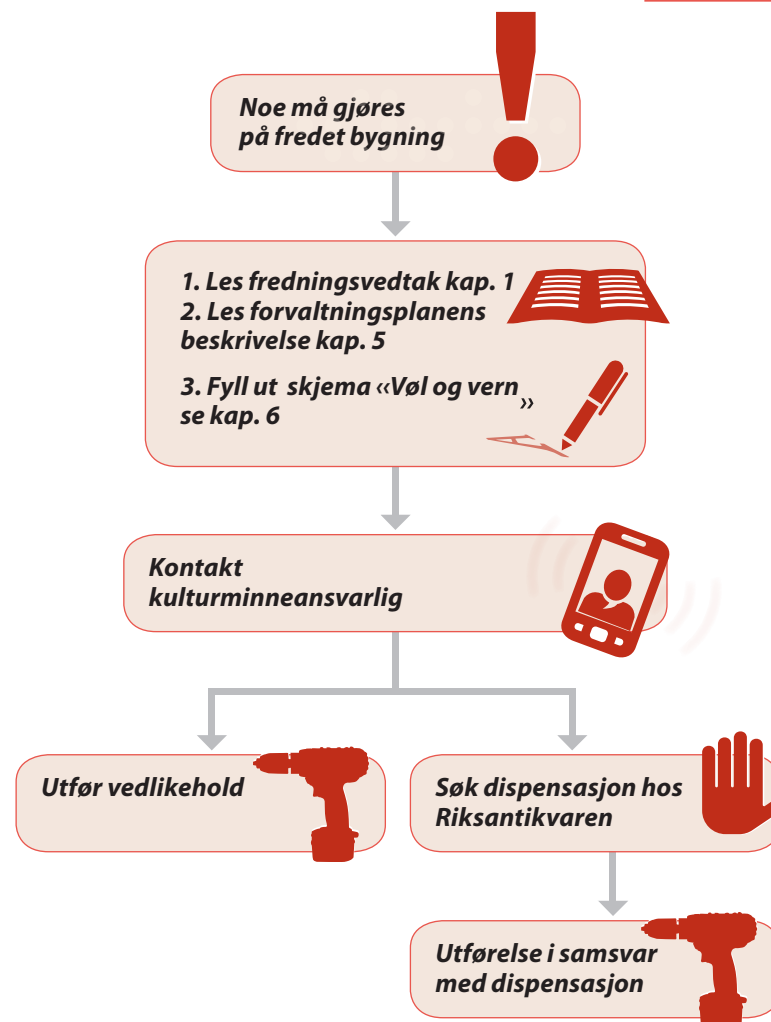 Noe må gjøres
på fredet bygning
1. Les fredningsvedtak kap. 1
2. Les forvaltningsplanens
beskrivelse kap. 5
3. Fyll ut skjema «Vøl og vern»
se kap. 6
Kontakt
kulturminneansvarlig
Utfør vedlikehold
Søk dispensasjon hos
Riksantikvaren
Utførelse i samsvar
med dispensasjon